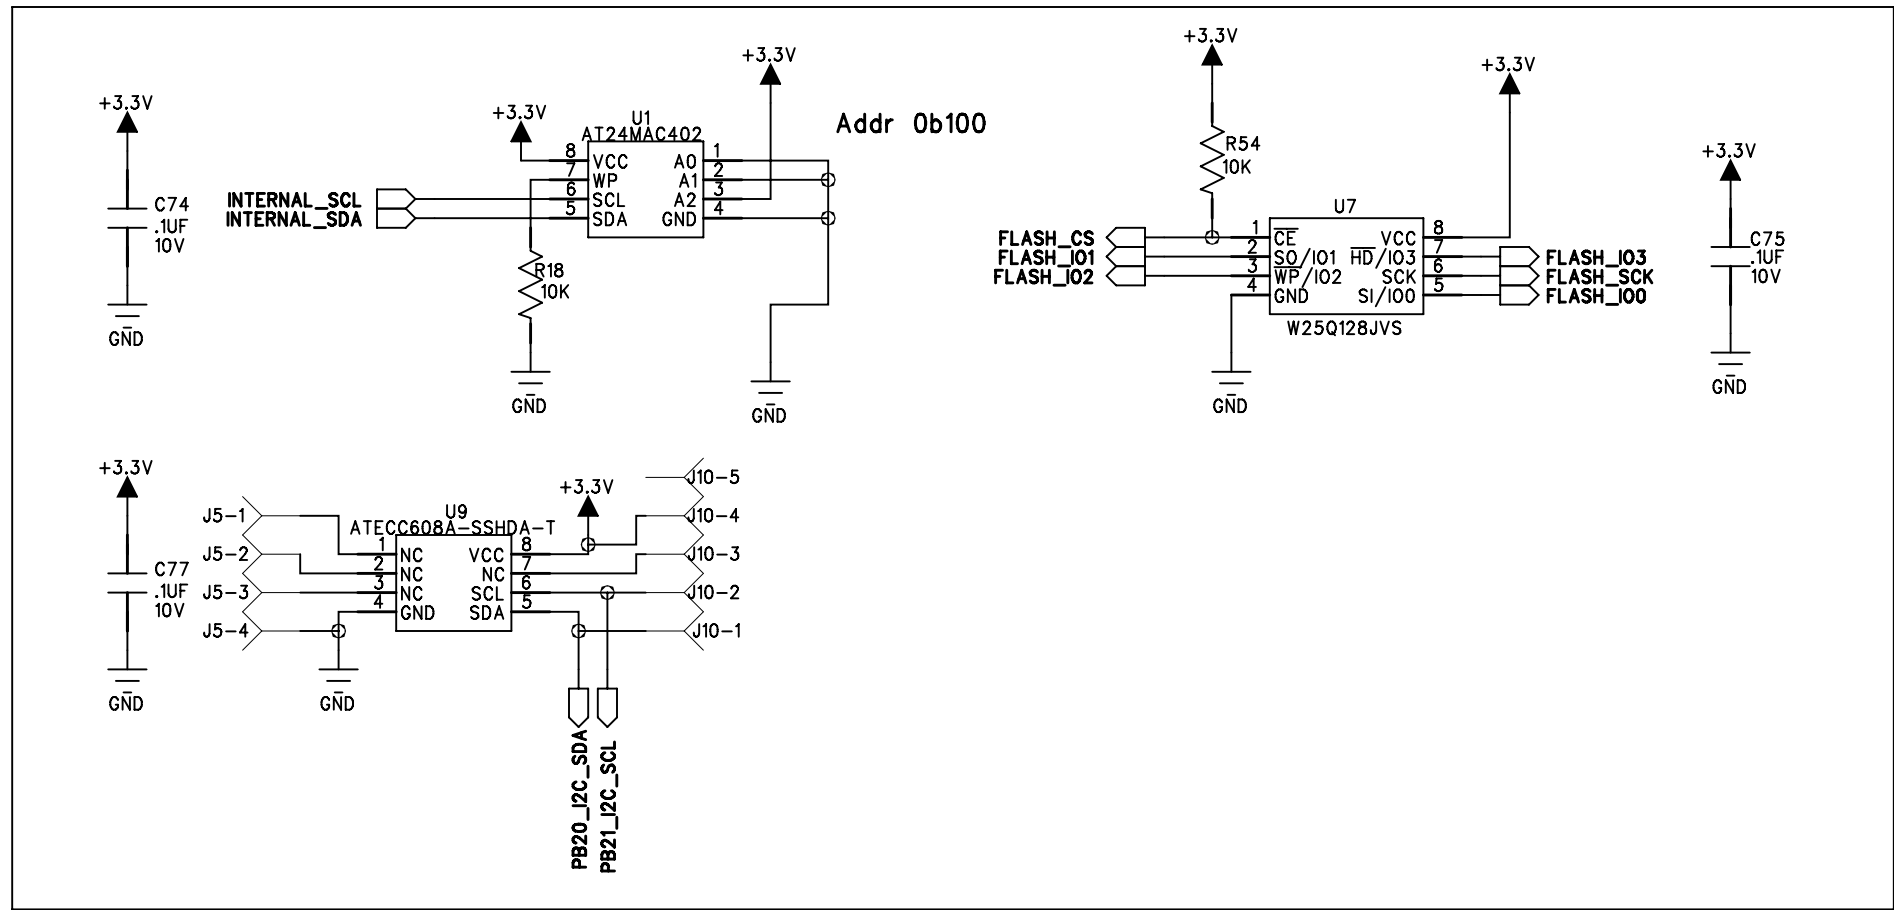 +3.3V
C74
.1UF
10V
GND
INTERNAL_SCL
INTERNAL_SDA
+3.3V
U1
AT24MAC402
8 VCC A0 1
7 WP A1 2
6 SCL A2 3
5 SDA GND 4
R18
10K
GND
+3.3V
Addr 0b100
GND
+3.3V
R54
10K
FLASH_CS
FLASH_IO1
FLASH_IO2
U7
1 CE VCC 8
2 SO/IO1 HD/IO3 7
3 WP/IO2 SCK 6
4 GND SI/IO0 5
W25Q128JVS
GND
+3.3V
FLASH_IO3
FLASH_SCK
FLASH_IO0
+3.3V
C75
.1UF
10V
GND
+3.3V
C77
.1UF
10V
GND
J5-1
J5-2
J5-3
J5-4
U9
ATECC608A-SSHDA-T
1 NC VCC 8
2 NC NC 7
3 NC SCL 6
4 GND SDA 5
GND
+3.3V
J10-5
J10-4
J10-3
J10-2
J10-1
PB20_I2C_SDA
PB21_I2C_SCL